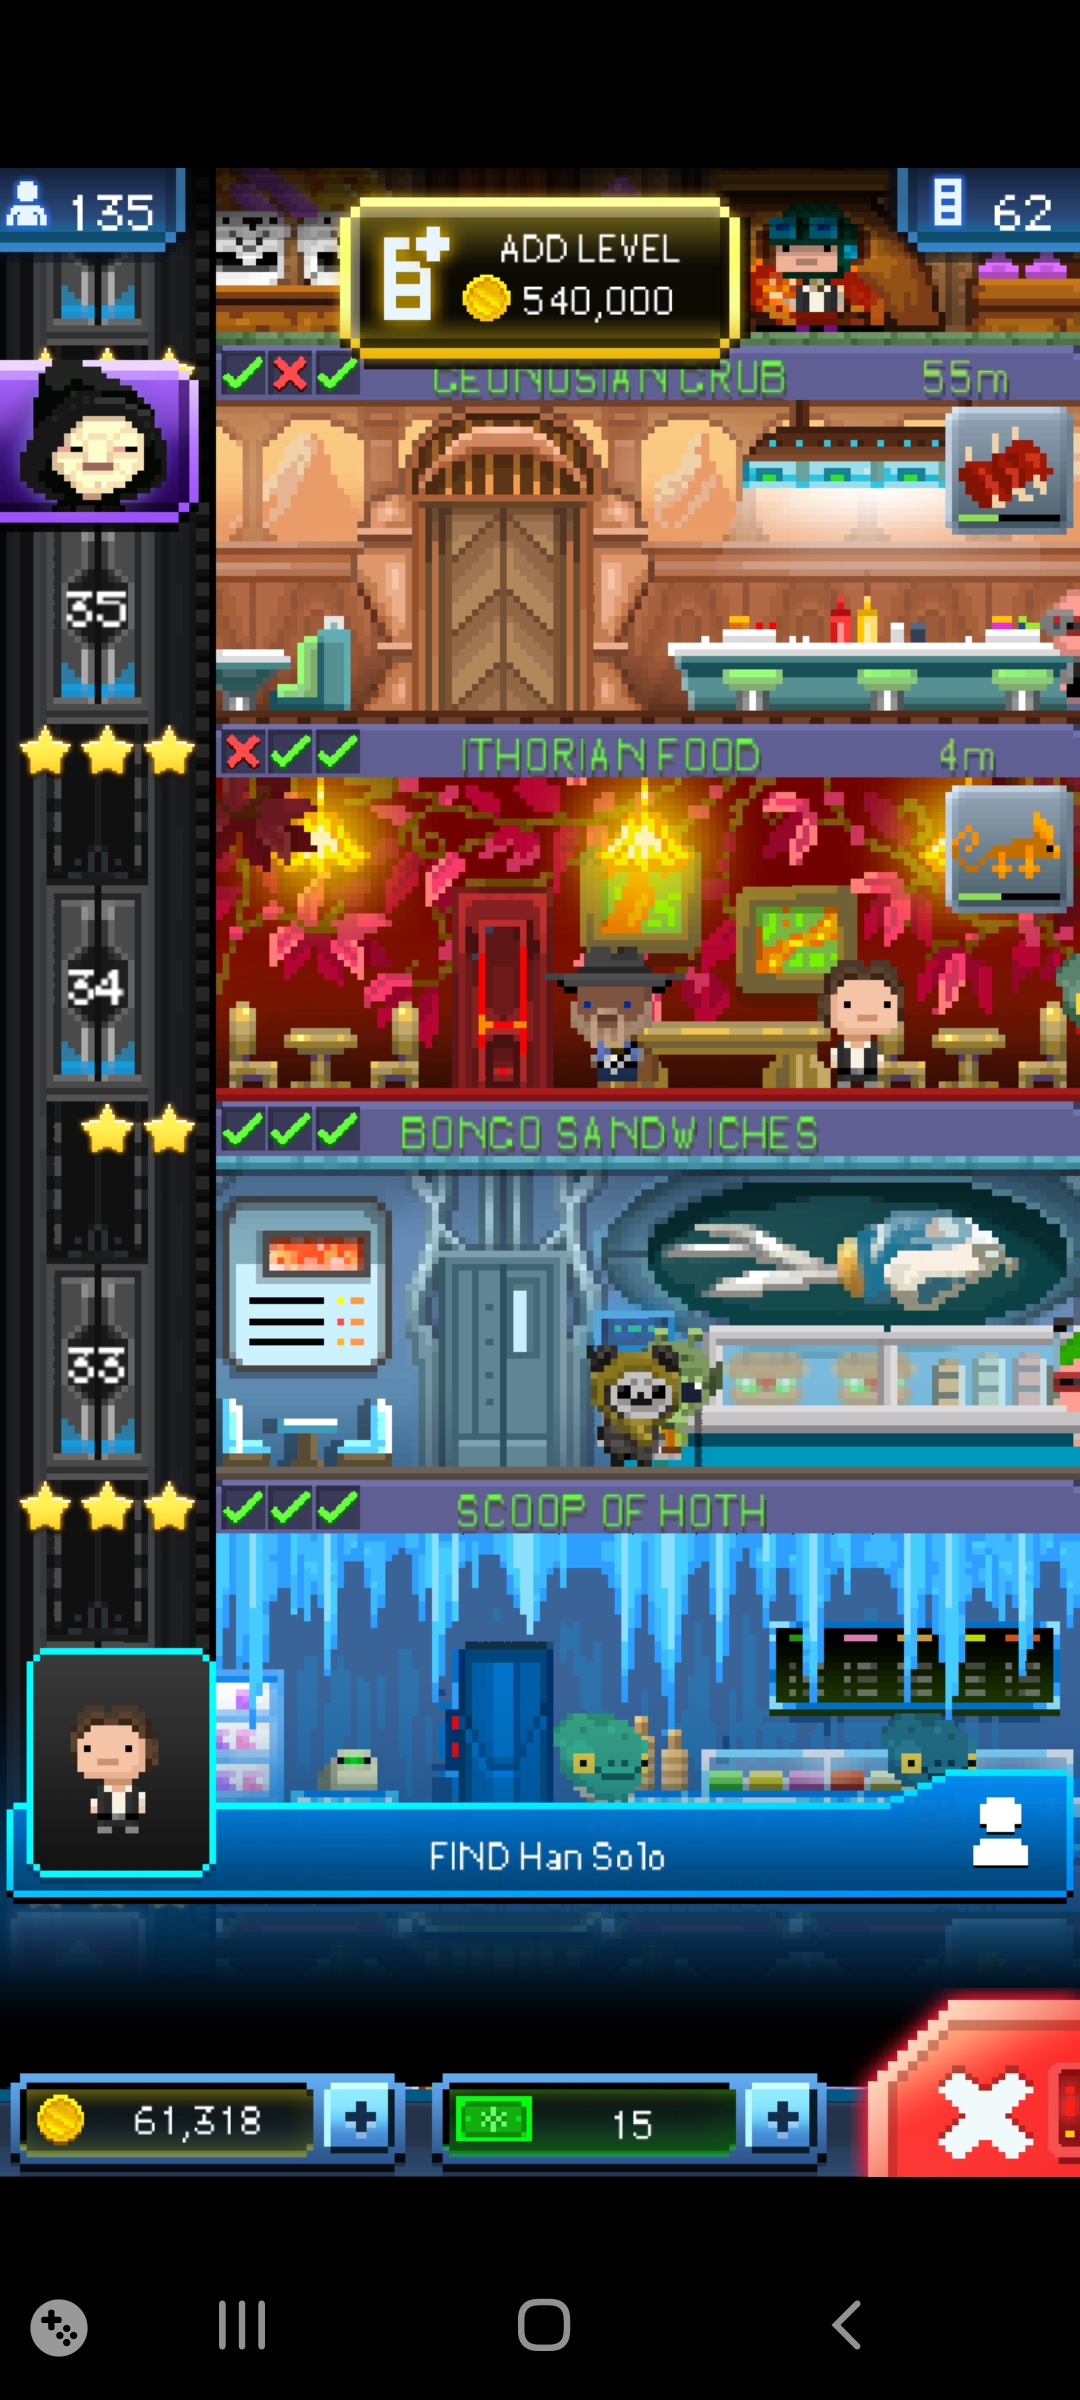 135
ADD LEVEL
540,000
62
GEONOSIAN GRUB
55m
35
ITHORIAN FOOD
4m
34
BONGO SANDWICHES
33
SCOOP OF HOTH
FIND Han Solo
61,318
15